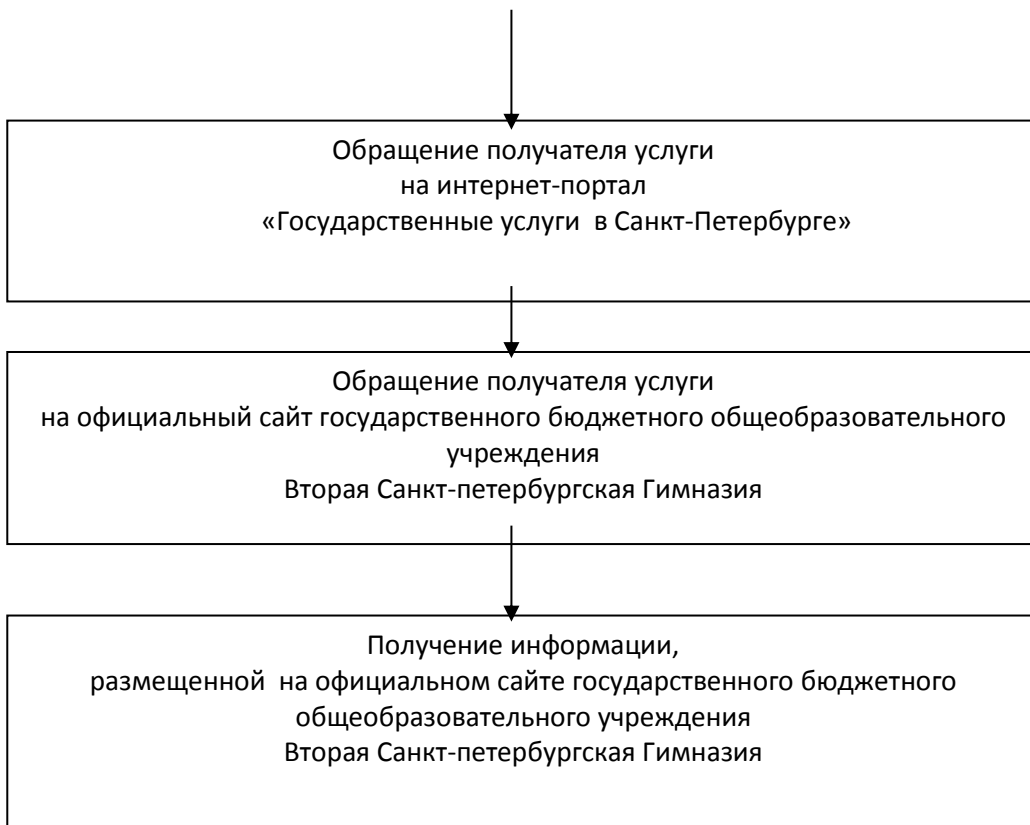 Обращение получателя услуги
на интернет-портал
«Государственные услуги  в Санкт-Петербурге»
Обращение получателя услуги
на официальный сайт государственного бюджетного общеобразовательного
учреждения
Вторая Санкт-петербургская Гимназия
Получение информации,
размещенной  на официальном сайте государственного бюджетного
общеобразовательного учреждения
Вторая Санкт-петербургская Гимназия